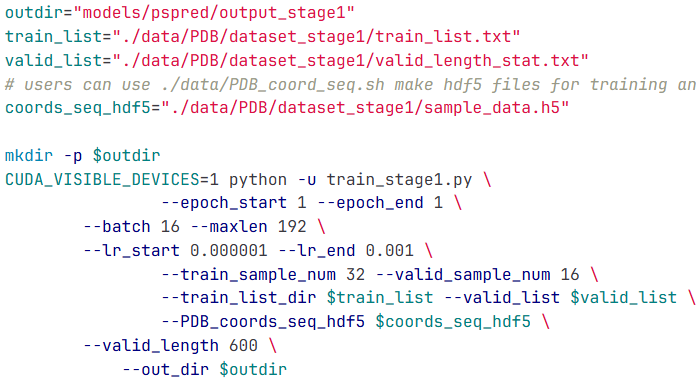 outdir="models/pspred/output_stage1"
train_list="./data/PDB/dataset_stage1/train_list.txt"
valid_list="./data/PDB/dataset_stage1/valid_length_stat.txt"
# users can use ./data/PDB_coord_seq.sh make hdf5 files for training an
coords_seq_hdf5="./data/PDB/dataset_stage1/sample_data.h5"

mkdir -p $outdir
CUDA_VISIBLE_DEVICES=1 python -u train_stage1.py \
                --epoch_start 1 --epoch_end 1 \
        --batch 16 --maxlen 192 \
        --lr_start 0.000001 --lr_end 0.001 \
                --train_sample_num 32 --valid_sample_num 16 \
                --train_list_dir $train_list --valid_list $valid_list \
                --PDB_coords_seq_hdf5 $coords_seq_hdf5 \
        --valid_length 600 \
            --out_dir $outdir